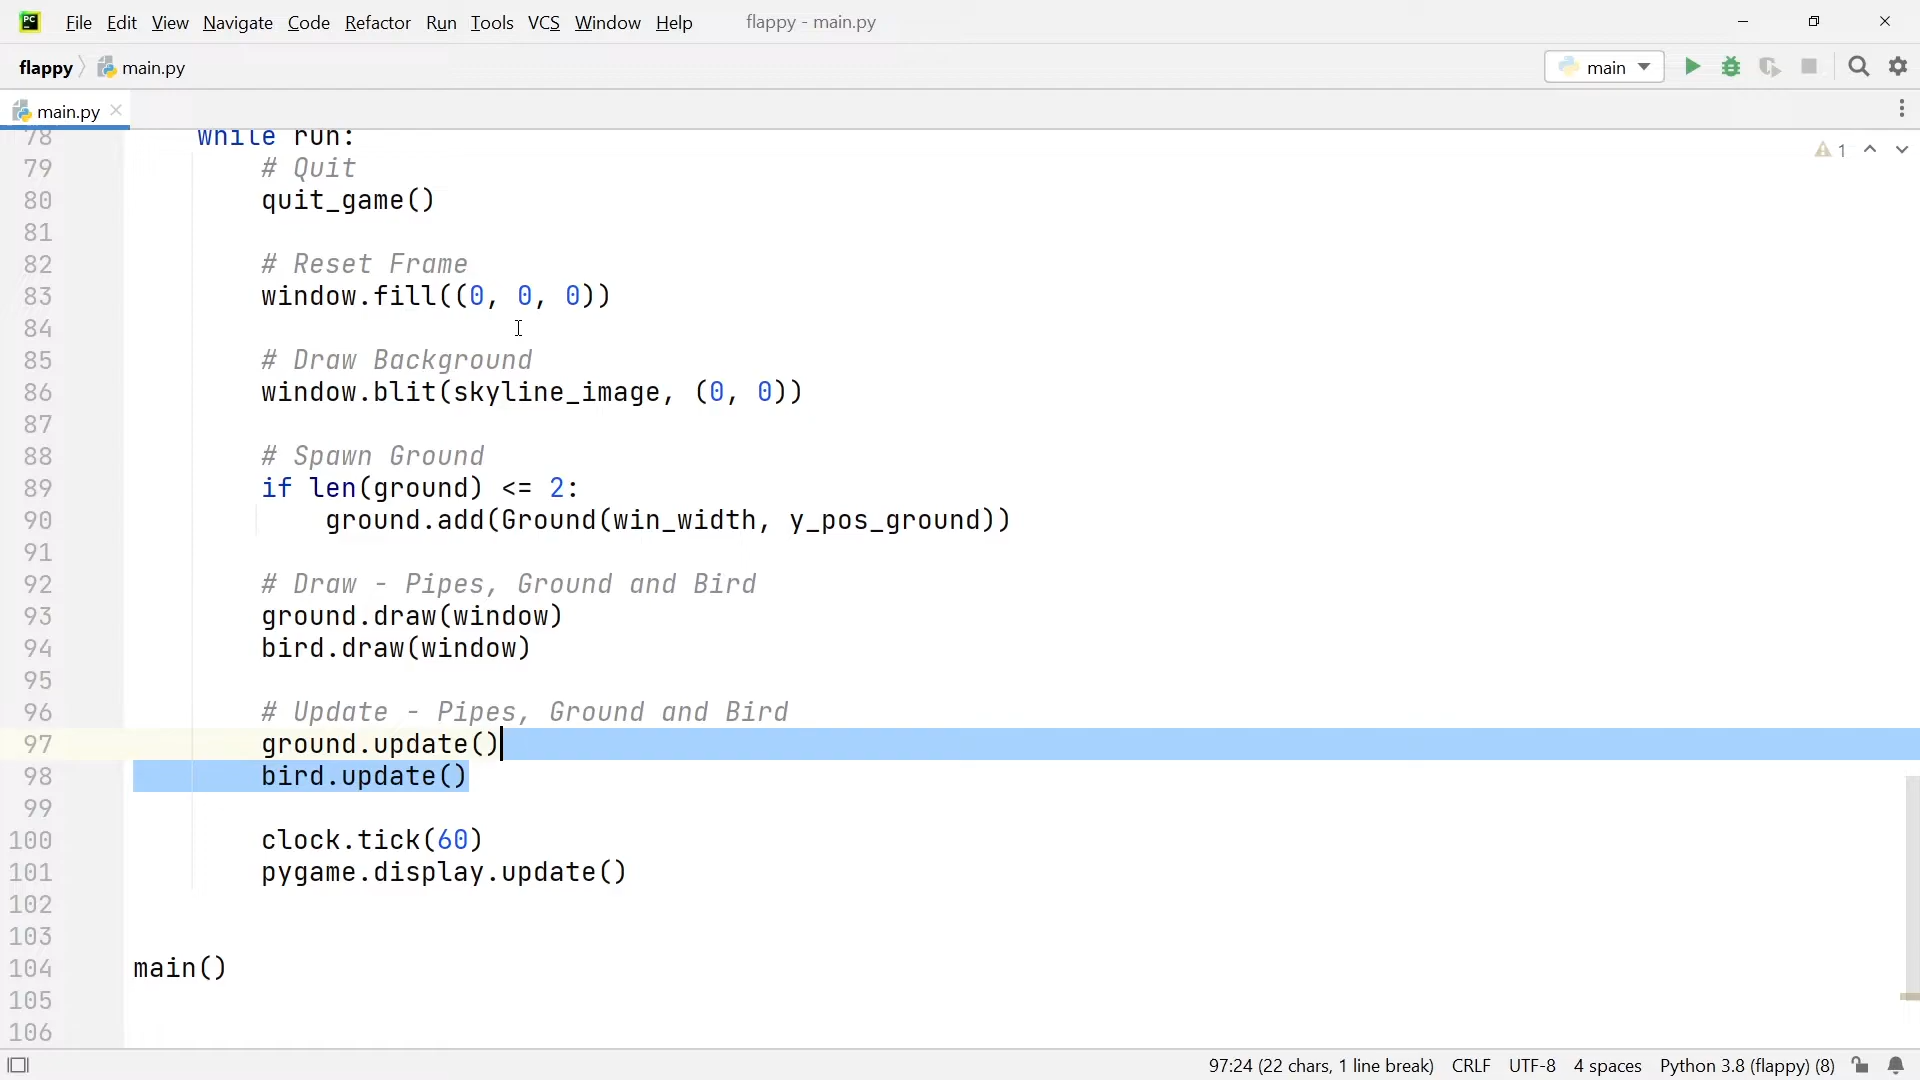 PC File Edit View Navigate Code Refactor Run Tools VCS Window Help flappy - main.py
flappy main.py main
main.py
78 while run:
79 # Quit
80 quit_game()
81
82 # Reset Frame
83 window.fill((0, 0, 0))
84
85 # Draw Background
86 window.blit(skyline_image, (0, 0))
87
88 # Spawn Ground
89 if len(ground) <= 2:
90 ground.add(Ground(win_width, y_pos_ground))
91
92 # Draw - Pipes, Ground and Bird
93 ground.draw(window)
94 bird.draw(window)
95
96 # Update - Pipes, Ground and Bird
97 ground.update()
98 bird.update()
99
100 clock.tick(60)
101 pygame.display.update()
102
103
104 main()
105
106
1
97:24 (22 chars, 1 line break) CRLF UTF-8 4 spaces Python 3.8 (flappy) (8)